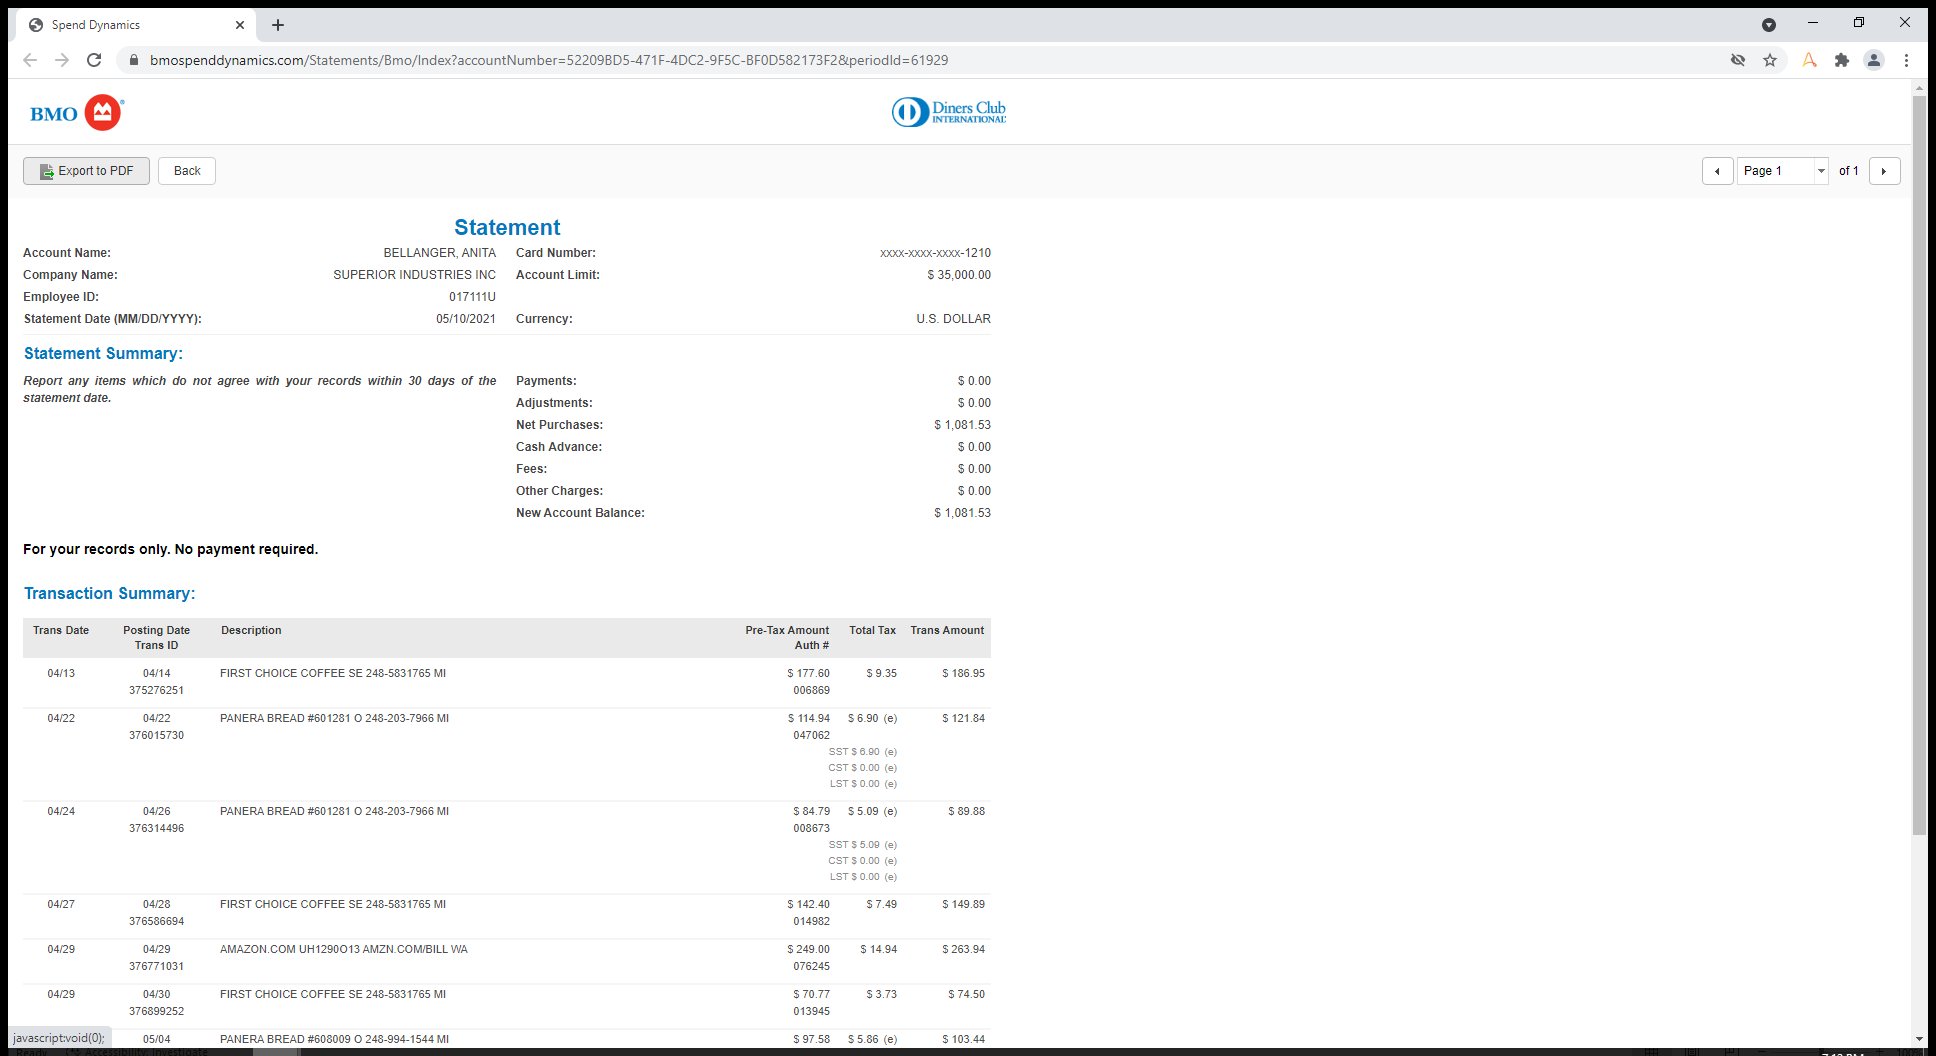 Spend Dynamics
bmospenddynamics.com/Statements/Bmo/Index?accountNumber=52209BD5-471F-4DC2-9F5C-BF0D582173F2&periodId=61929
BMO
Diners Club
INTERNATIONAL
Export to PDF Back Page 1 of 1
Statement
Account Name: BELLANGER, ANITA Card Number: xxxx-xxxx-xxxx-1210
Company Name: SUPERIOR INDUSTRIES INC Account Limit: $ 35,000.00
Employee ID: 017111U
Statement Date (MM/DD/YYYY): 05/10/2021 Currency: U.S. DOLLAR
Statement Summary:
Report any items which do not agree with your records within 30 days of the Payments: $ 0.00
statement date.
Adjustments: $ 0.00
Net Purchases: $ 1,081.53
Cash Advance: $ 0.00
Fees: $ 0.00
Other Charges: $ 0.00
New Account Balance: $ 1,081.53
For your records only. No payment required.
Transaction Summary:
Trans Date Posting Date Description Pre-Tax Amount Total Tax Trans Amount
Trans ID Auth #
04/13 04/14 FIRST CHOICE COFFEE SE 248-5831765 MI $ 177.60 $ 9.35 $ 186.95
375276251 006869
04/22 04/22 PANERA BREAD #601281 O 248-203-7966 MI $ 114.94 $ 6.90 (e) $ 121.84
376015730 047062
SST $ 6.90 (e)
CST $ 0.00 (e)
LST $ 0.00 (e)
04/24 04/26 PANERA BREAD #601281 O 248-203-7966 MI $ 84.79 $ 5.09 (e) $ 89.88
376314496 008673
SST $ 5.09 (e)
CST $ 0.00 (e)
LST $ 0.00 (e)
04/27 04/28 FIRST CHOICE COFFEE SE 248-5831765 MI $ 142.40 $ 7.49 $ 149.89
376586694 014982
04/29 04/29 AMAZON.COM UH1290O13 AMZN.COM/BILL WA $ 249.00 $ 14.94 $ 263.94
376771031 076245
04/29 04/30 FIRST CHOICE COFFEE SE 248-5831765 MI $ 70.77 $ 3.73 $ 74.50
376899252 013945
javascript:void(0); 05/04 PANERA BREAD #608009 O 248-994-1544 MI $ 97.58 $ 5.86 (e) $ 103.44
Ready Accessibility: Investigate